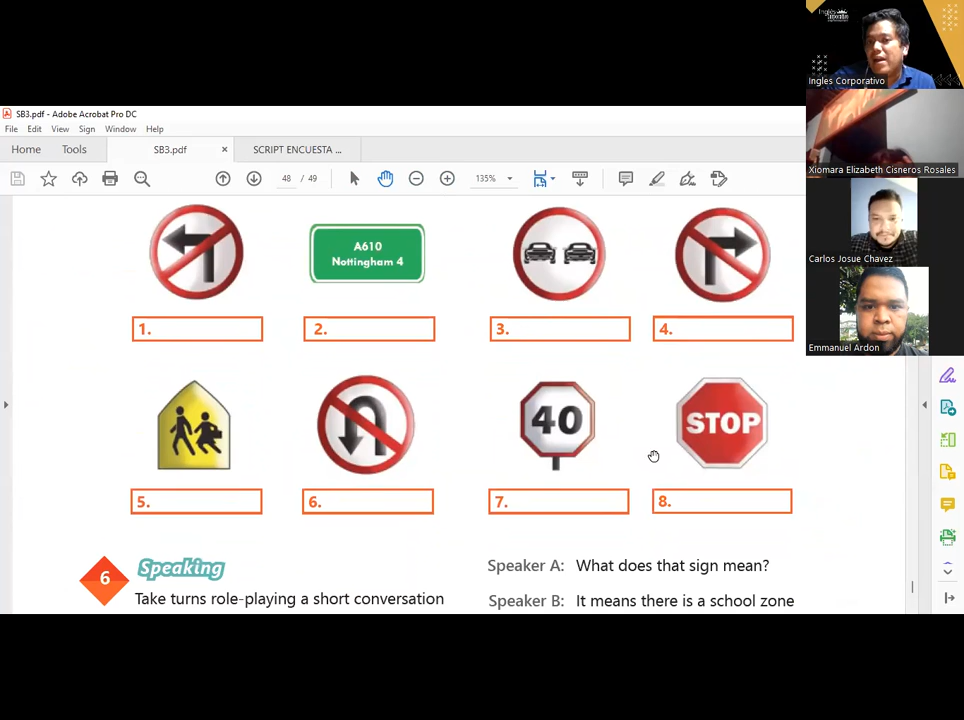 Inglés
Corporativo
Ingles Corporativo
SB3.pdf - Adobe Acrobat Pro DC
File Edit View Sign Window Help
Home Tools SB3.pdf × SCRIPT ENCUESTA ...
48 / 49 135%
Xiomara Elizabeth Cisneros Rosales
Carlos Josue Chavez
Emmanuel Ardon
A610
Nottingham 4
1. 2. 3. 4.
40 STOP
5. 6. 7. 8.
6 Speaking
Take turns role-playing a short conversation
Speaker A: What does that sign mean?
Speaker B: It means there is a school zone